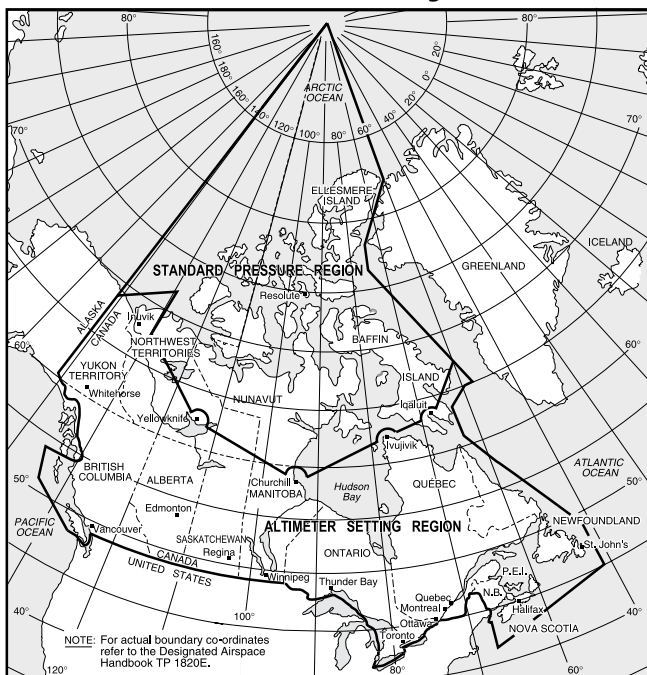 80°
160°
160°
140°
120°
100°
80°
60°
40°
20°
0°
80°
ARCTIC
OCEAN
70°
70°
ELLESMERE
ISLAND
ICELAND
GREENLAND
STANDARD PRESSURE REGION
Resolute
ALASKA
CANADA
Inuvik
NORTHWEST
TERRITORIES
BAFFIN
ISLAND
60°
60°
YUKON
TERRITORY
Whitehorse
NUNAVUT
Iqaluit
Yellowknife
Ivujivik
BRITISH
COLUMBIA
ALBERTA
Churchill
MANITOBA
Hudson
Bay
QUÉBEC
ATLANTIC
OCEAN
50°
50°
Edmonton
PACIFIC
OCEAN
Vancouver
SASKATCHEWAN
Regina
ALTIMETER SETTING REGION
ONTARIO
NEWFOUNDLAND
St. John's
CANADA
UNITED STATES
Winnipeg
Thunder Bay
P.E.I.
N.B.
Quebec
Montreal
Ottawa
Toronto
Halifax
NOVA SCOTIA
40°
40°
100°
NOTE: For actual boundary co-ordinates
refer to the Designated Airspace
Handbook TP 1820E.
120°
80°
60°